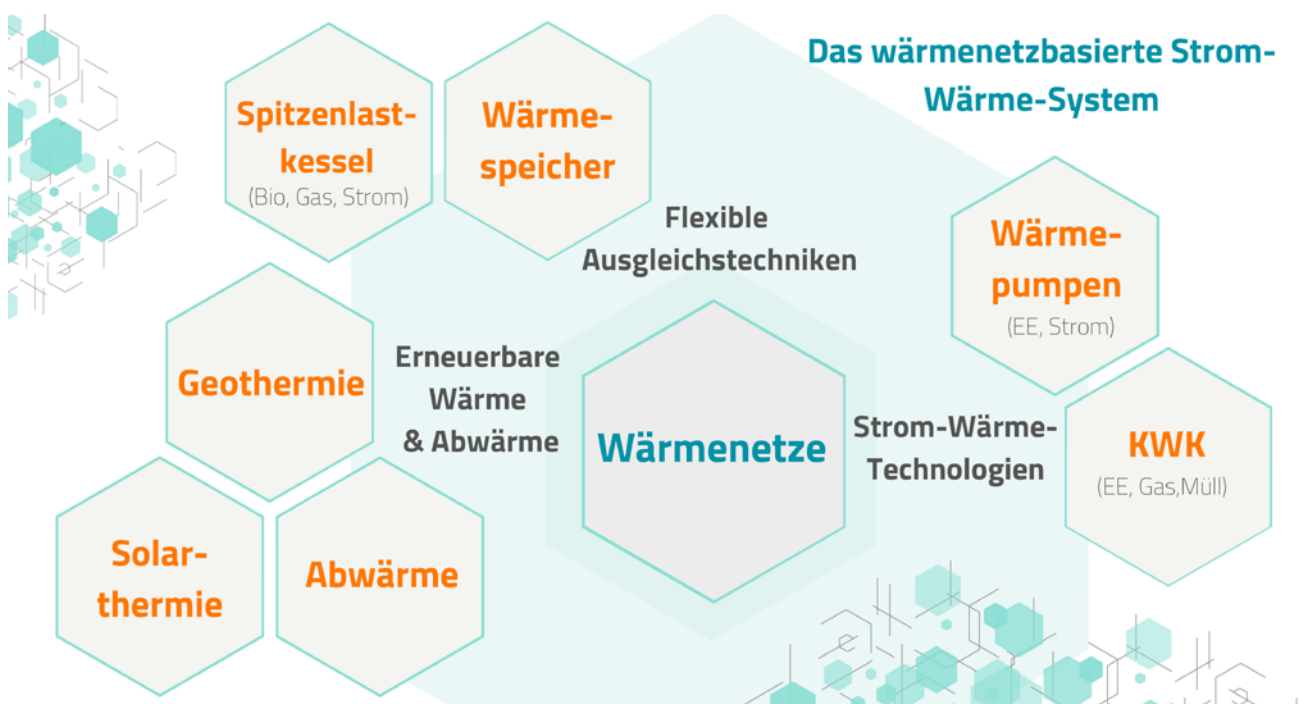 Das wärmenetzbasierte Strom-
Wärme-System
Spitzenlast-
kessel
(Bio, Gas, Strom)
Wärme-
speicher
Flexible
Ausgleichstechniken
Wärme-
pumpen
(EE, Strom)
Geothermie
Erneuerbare
Wärme
& Abwärme
Wärmenetze
Strom-Wärme-
Technologien
KWK
(EE, Gas,Müll)
Solar-
thermie
Abwärme